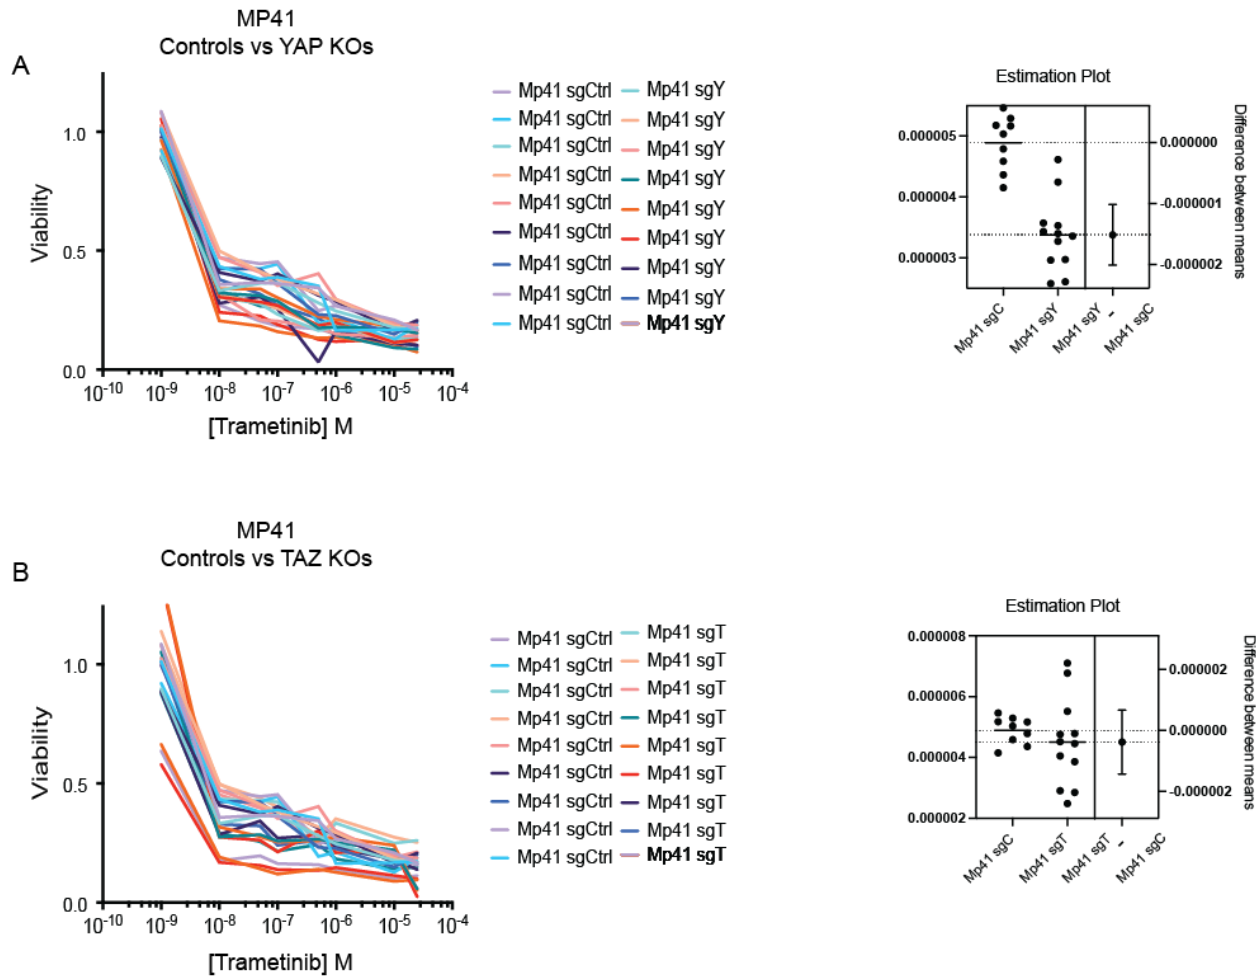 MP41
Controls vs YAP KOs
A
Viability
1.0
0.5
0.0
10-10
10-9
10-8
10-7
10-6
10-5
10-4
[Trametinib] M
Mp41 sgCtrl
Mp41 sgCtrl
Mp41 sgCtrl
Mp41 sgCtrl
Mp41 sgCtrl
Mp41 sgCtrl
Mp41 sgCtrl
Mp41 sgCtrl
Mp41 sgCtrl
Mp41 sgY
Mp41 sgY
Mp41 sgY
Mp41 sgY
Mp41 sgY
Mp41 sgY
Mp41 sgY
Mp41 sgY
Mp41 sgY
Estimation Plot
0.000005
0.000004
0.000003
0.000000
-0.000001
-0.000002
Difference between means
Mp41 sgC
Mp41 sgY
Mp41 sgY
-
Mp41 sgC
MP41
Controls vs TAZ KOs
B
Viability
1.0
0.5
0.0
10-10
10-9
10-8
10-7
10-6
10-5
10-4
[Trametinib] M
Mp41 sgCtrl
Mp41 sgCtrl
Mp41 sgCtrl
Mp41 sgCtrl
Mp41 sgCtrl
Mp41 sgCtrl
Mp41 sgCtrl
Mp41 sgCtrl
Mp41 sgCtrl
Mp41 sgT
Mp41 sgT
Mp41 sgT
Mp41 sgT
Mp41 sgT
Mp41 sgT
Mp41 sgT
Mp41 sgT
Mp41 sgT
Estimation Plot
0.000008
0.000006
0.000004
0.000002
0.000002
0.000000
-0.000002
Difference between means
Mp41 sgC
Mp41 sgT
Mp41 sgT
-
Mp41 sgC